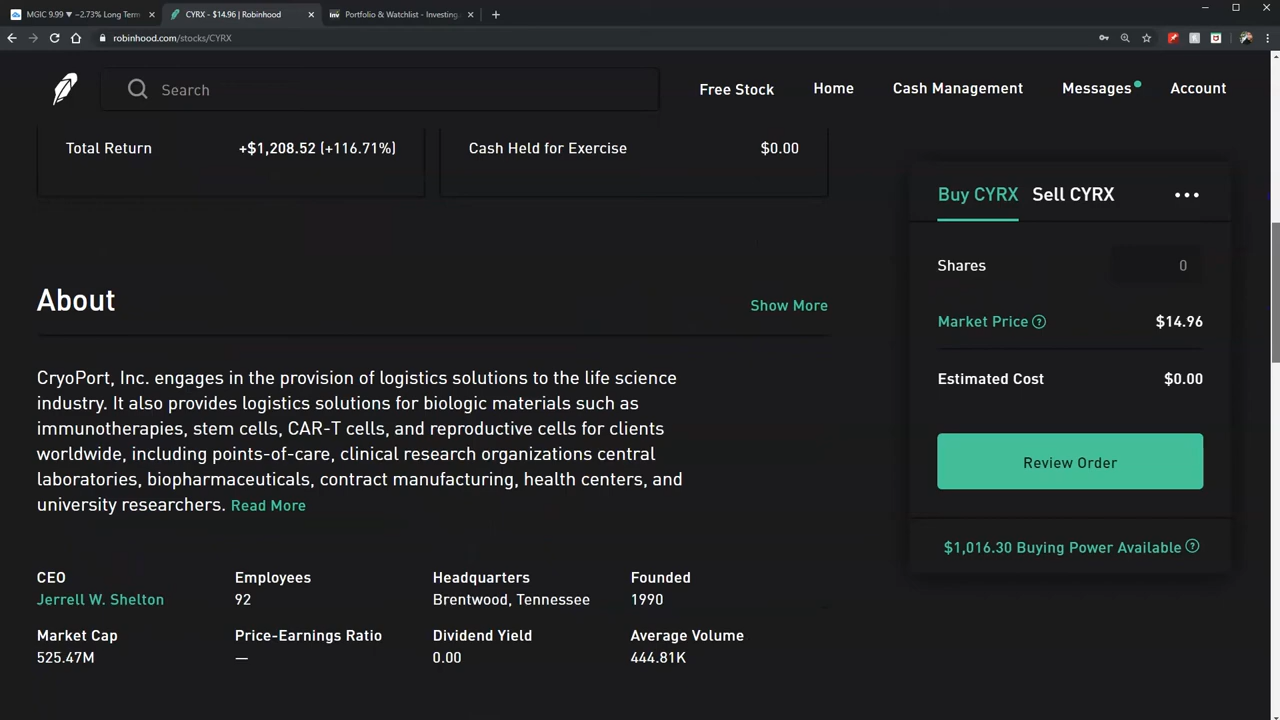 MGIC 9.99 ▼ −2.73% Long Term
CYRX - $14.96 | Robinhood
Portfolio & Watchlist - Investing.
robinhood.com/stocks/CYRX
Search
Free Stock
Home
Cash Management
Messages
Account
Total Return
+$1,208.52 (+116.71%)
Cash Held for Exercise
$0.00
Buy CYRX
Sell CYRX
Shares
0
Market Price
$14.96
Estimated Cost
$0.00
Review Order
$1,016.30 Buying Power Available
About
Show More
CryoPort, Inc. engages in the provision of logistics solutions to the life science
industry. It also provides logistics solutions for biologic materials such as
immunotherapies, stem cells, CAR-T cells, and reproductive cells for clients
worldwide, including points-of-care, clinical research organizations central
laboratories, biopharmaceuticals, contract manufacturing, health centers, and
university researchers. Read More
CEO
Jerrell W. Shelton
Employees
92
Headquarters
Brentwood, Tennessee
Founded
1990
Market Cap
525.47M
Price-Earnings Ratio
—
Dividend Yield
0.00
Average Volume
444.81K